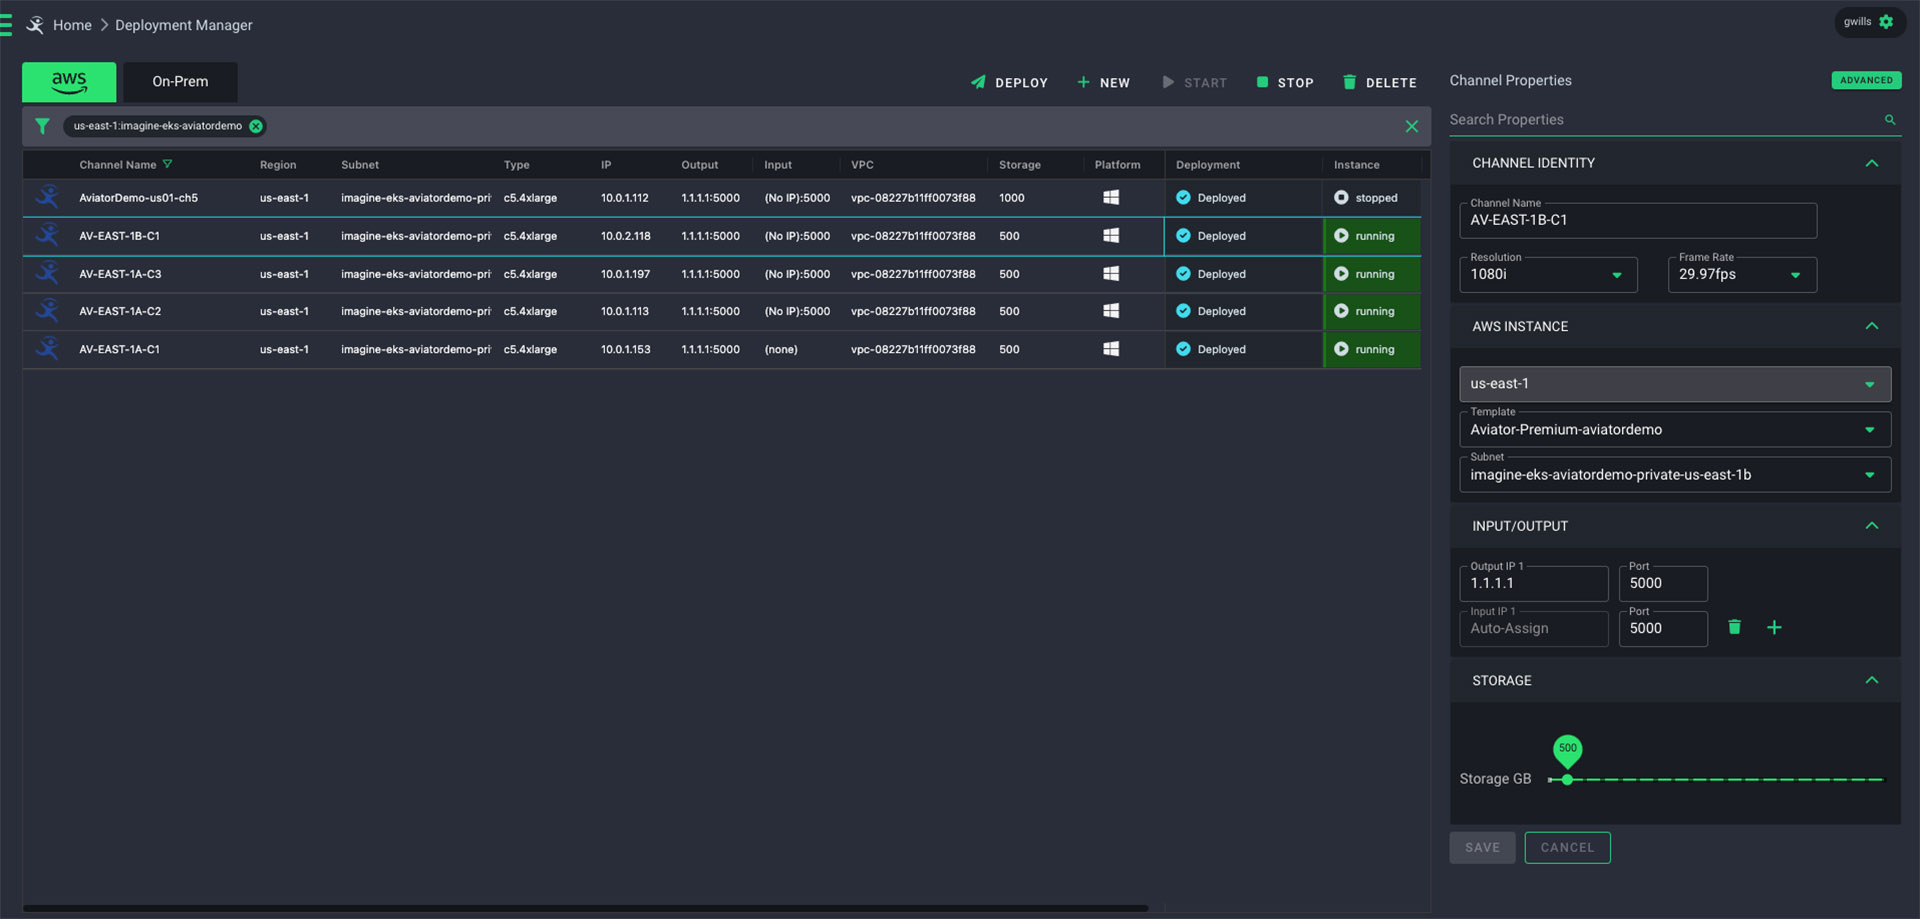 Home > Deployment Manager
gwills
aws
On-Prem
DEPLOY
NEW
START
STOP
DELETE
us-east-1:imagine-eks-aviatordemo
Channel Name Region Subnet Type IP Output Input VPC Storage Platform Deployment Instance
AviatorDemo-us01-ch5 us-east-1 imagine-eks-aviatordemo-pri c5.4xlarge 10.0.1.112 1.1.1.1:5000 (No IP):5000 vpc-08227b11ff0073f88 1000 Deployed stopped
AV-EAST-1B-C1 us-east-1 imagine-eks-aviatordemo-pri c5.4xlarge 10.0.2.118 1.1.1.1:5000 (No IP):5000 vpc-08227b11ff0073f88 500 Deployed running
AV-EAST-1A-C3 us-east-1 imagine-eks-aviatordemo-pri c5.4xlarge 10.0.1.197 1.1.1.1:5000 (No IP):5000 vpc-08227b11ff0073f88 500 Deployed running
AV-EAST-1A-C2 us-east-1 imagine-eks-aviatordemo-pri c5.4xlarge 10.0.1.113 1.1.1.1:5000 (No IP):5000 vpc-08227b11ff0073f88 500 Deployed running
AV-EAST-1A-C1 us-east-1 imagine-eks-aviatordemo-pri c5.4xlarge 10.0.1.153 1.1.1.1:5000 (none) vpc-08227b11ff0073f88 500 Deployed running
Channel Properties
ADVANCED
Search Properties
CHANNEL IDENTITY
Channel Name
AV-EAST-1B-C1
Resolution
1080i
Frame Rate
29.97fps
AWS INSTANCE
us-east-1
Template
Aviator-Premium-aviatordemo
Subnet
imagine-eks-aviatordemo-private-us-east-1b
INPUT/OUTPUT
Output IP 1
1.1.1.1
Port
5000
Input IP 1
Auto-Assign
Port
5000
STORAGE
500
Storage GB
SAVE
CANCEL